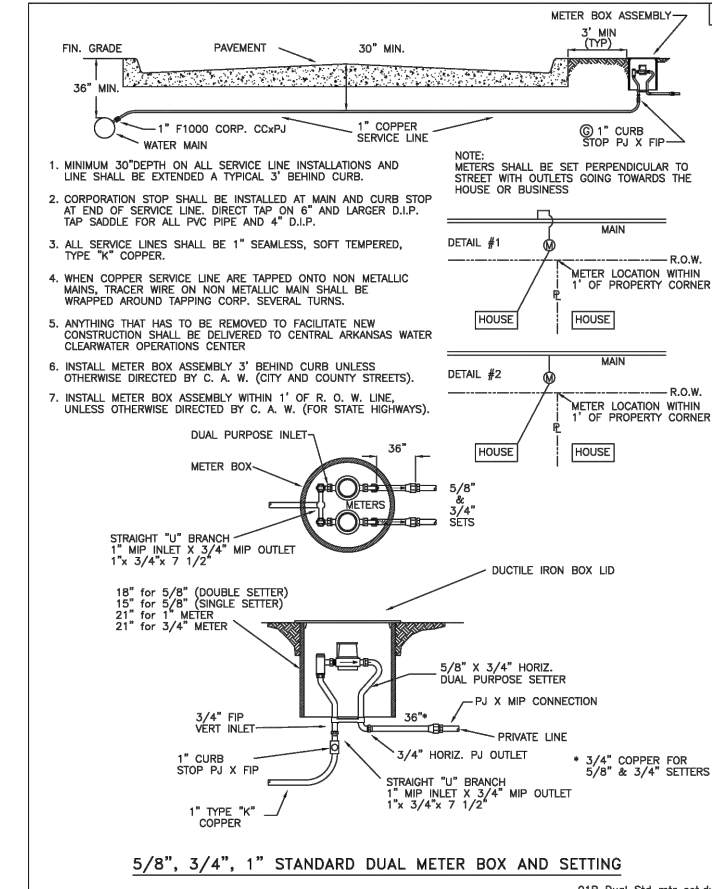 METER BOX ASSEMBLY
FIN. GRADE
PAVEMENT
30" MIN.
3' MIN
(TYP)
36" MIN.
1" F1000 CORP. CCxPJ
WATER MAIN
1" COPPER
SERVICE LINE
Ⓖ 1" CURB
STOP PJ X FIP
1. MINIMUM 30"DEPTH ON ALL SERVICE LINE INSTALLATIONS AND
LINE SHALL BE EXTENDED A TYPICAL 3' BEHIND CURB.
2. CORPORATION STOP SHALL BE INSTALLED AT MAIN AND CURB STOP
AT END OF SERVICE LINE. DIRECT TAP ON 6" AND LARGER D.I.P.
TAP SADDLE FOR ALL PVC PIPE AND 4" D.I.P.
3. ALL SERVICE LINES SHALL BE 1" SEAMLESS, SOFT TEMPERED,
TYPE "K" COPPER.
4. WHEN COPPER SERVICE LINE ARE TAPPED ONTO NON METALLIC
MAINS, TRACER WIRE ON NON METALLIC MAIN SHALL BE
WRAPPED AROUND TAPPING CORP. SEVERAL TURNS.
5. ANYTHING THAT HAS TO BE REMOVED TO FACILITATE NEW
CONSTRUCTION SHALL BE DELIVERED TO CENTRAL ARKANSAS WATER
CLEARWATER OPERATIONS CENTER
6. INSTALL METER BOX ASSEMBLY 3' BEHIND CURB UNLESS
OTHERWISE DIRECTED BY C. A. W. (CITY AND COUNTY STREETS).
7. INSTALL METER BOX ASSEMBLY WITHIN 1' OF R. O. W. LINE,
UNLESS OTHERWISE DIRECTED BY C. A. W. (FOR STATE HIGHWAYS).
NOTE:
METERS SHALL BE SET PERPENDICULAR TO
STREET WITH OUTLETS GOING TOWARDS THE
HOUSE OR BUSINESS
MAIN
DETAIL #1
M
R.O.W.
METER LOCATION WITHIN
1' OF PROPERTY CORNER
PL
HOUSE
HOUSE
MAIN
DETAIL #2
M
R.O.W.
METER LOCATION WITHIN
1' OF PROPERTY CORNER
PL
HOUSE
HOUSE
DUAL PURPOSE INLET
36"
METER BOX
METERS
5/8"
&
3/4"
SETS
STRAIGHT "U" BRANCH
1" MIP INLET X 3/4" MIP OUTLET
1"x 3/4"x 7 1/2"
DUCTILE IRON BOX LID
18" for 5/8" (DOUBLE SETTER)
15" for 5/8" (SINGLE SETTER)
21" for 1" METER
21" for 3/4" METER
5/8" X 3/4" HORIZ.
DUAL PURPOSE SETTER
PJ X MIP CONNECTION
3/4" FIP
VERT INLET
36"*
PRIVATE LINE
3/4" HORIZ. PJ OUTLET
1" CURB
STOP PJ X FIP
* 3/4" COPPER FOR
5/8" & 3/4" SETTERS
STRAIGHT "U" BRANCH
1" MIP INLET X 3/4" MIP OUTLET
1"x 3/4"x 7 1/2"
1" TYPE "K"
COPPER
5/8", 3/4", 1" STANDARD DUAL METER BOX AND SETTING